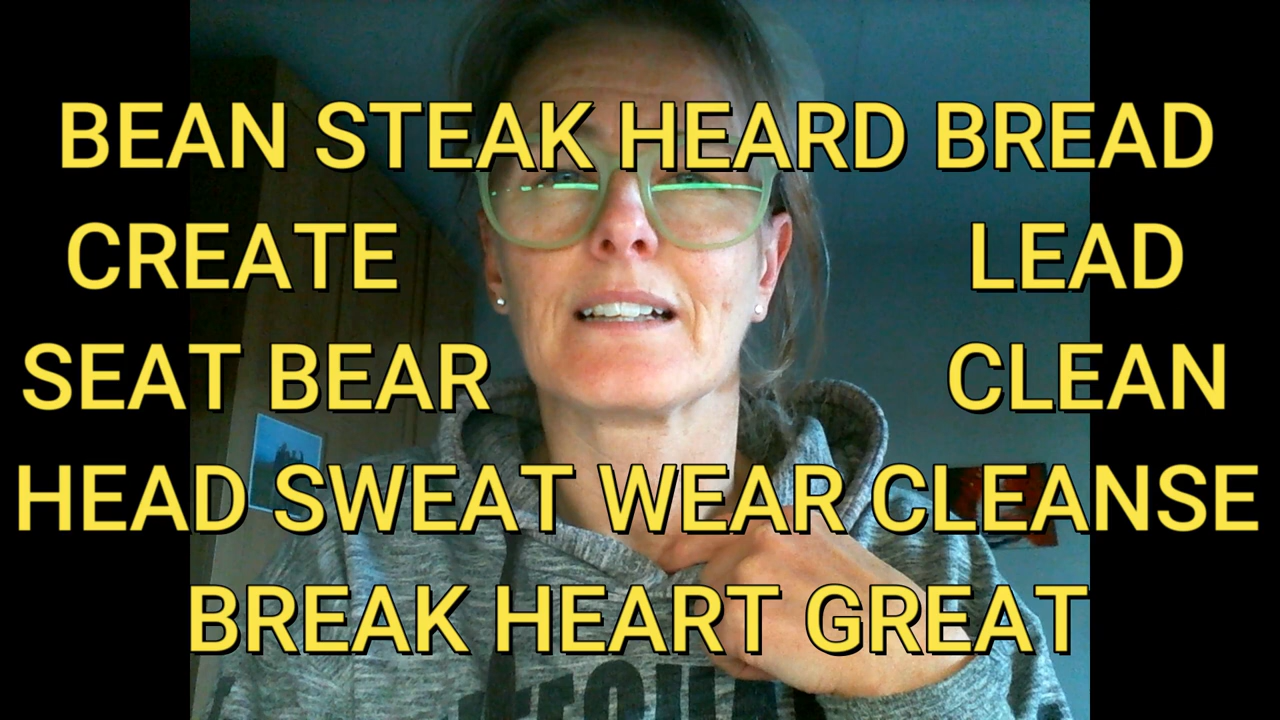 BEAN STEAK HEARD BREAD
CREATE LEAD
SEAT BEAR CLEAN
HEAD SWEAT WEAR CLEANSE
BREAK HEART GREAT